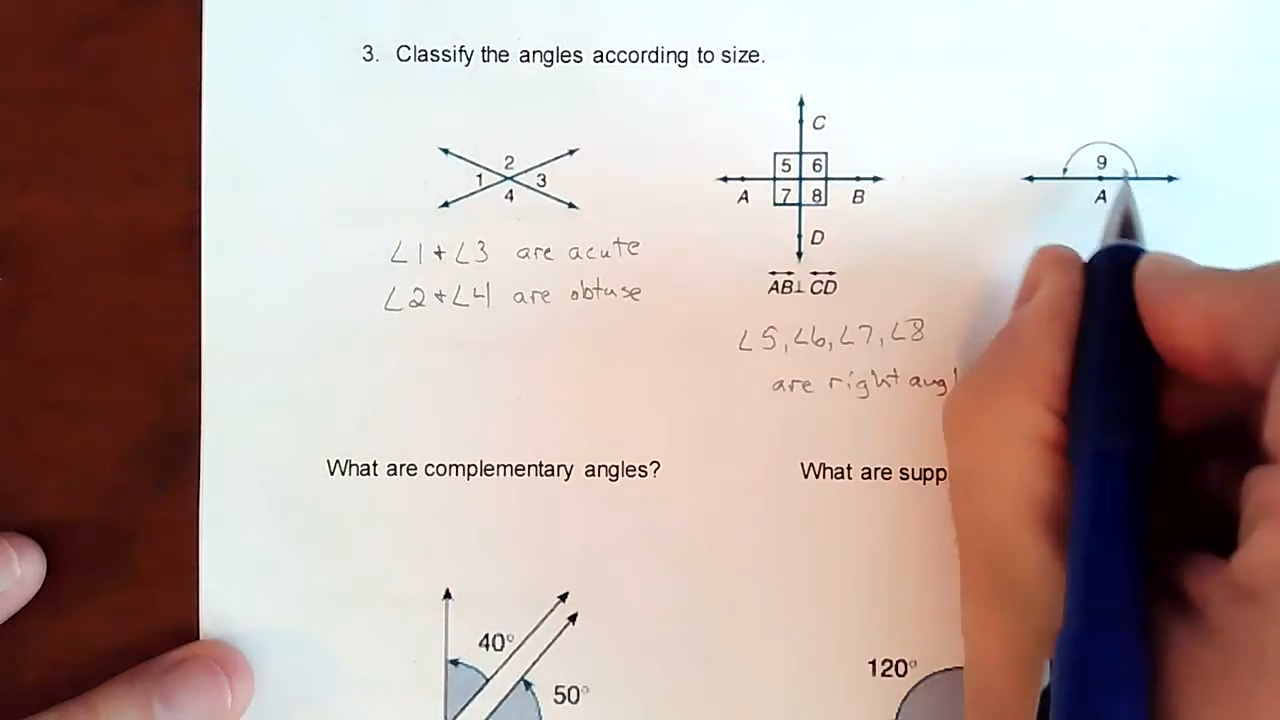 3. Classify the angles according to size.
2
1 3
4
∠1 + ∠3 are acute
∠2 + ∠4 are obtuse
C
5 6
A 7 8 B
D
AB ⊥ CD
∠5, ∠6, ∠7, ∠8
are right
9
A
What are complementary angles?
What are
40°
50°
120°